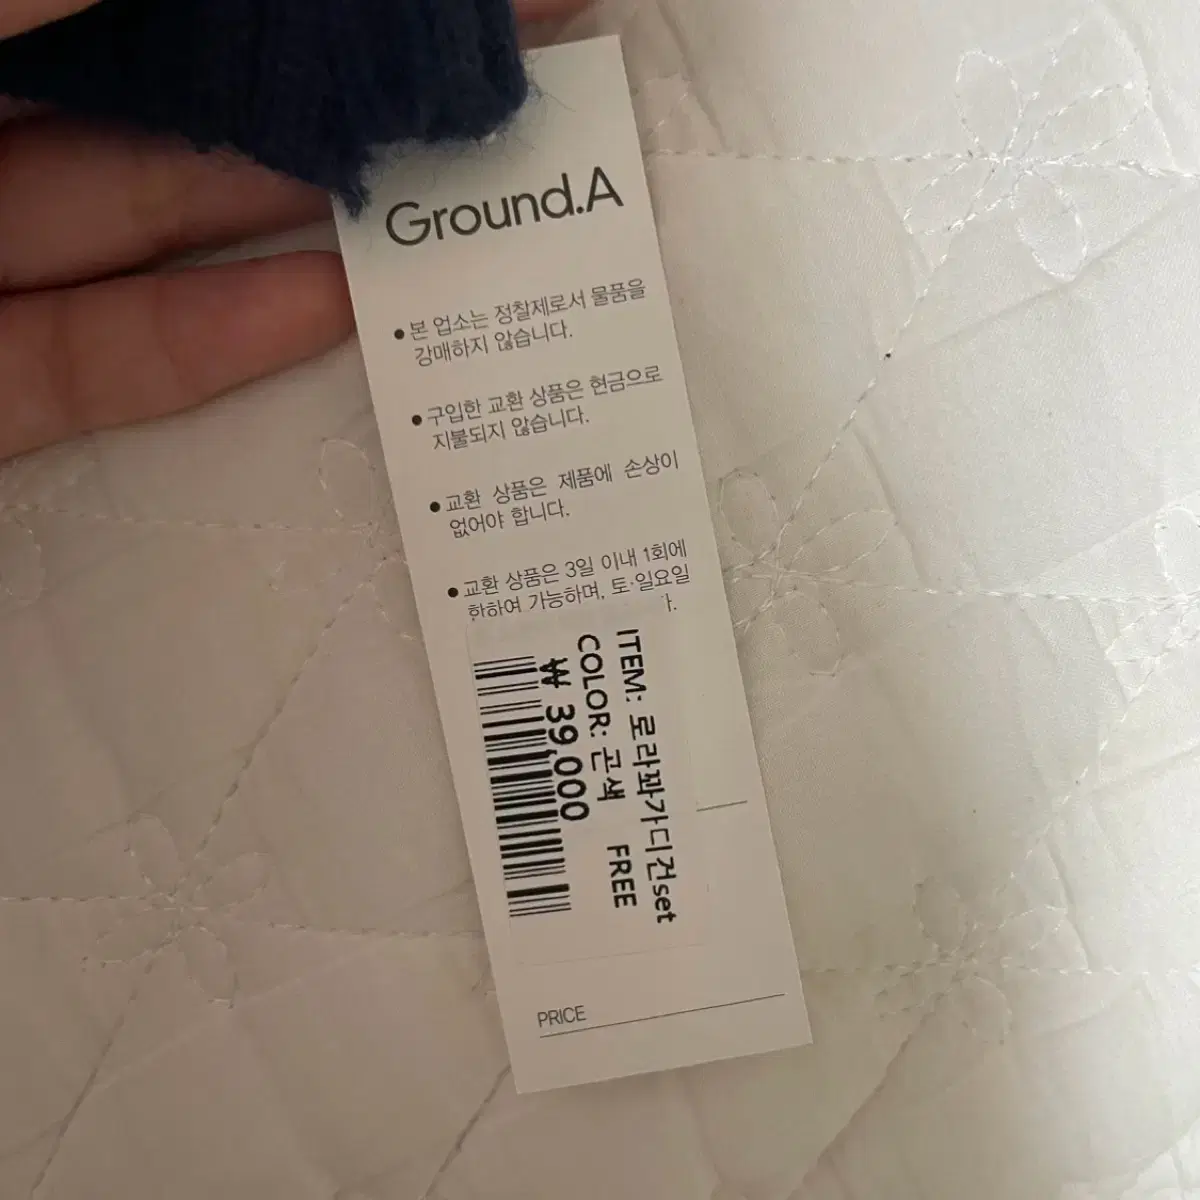 Ground.A
●본 업소는 정찰제로서 물품을
강매하지 않습니다.
●구입한 교환 상품은 현금으로
지불되지 않습니다.
●교환 상품은 제품에 손상이
없어야 합니다.
●교환 상품은 3일 이내 1회에
한하여 가능하며, 토·일요일
ITEM: 로라꽈가디건set
COLOR: 곤색 FREE
₩ 39,000
PRICE